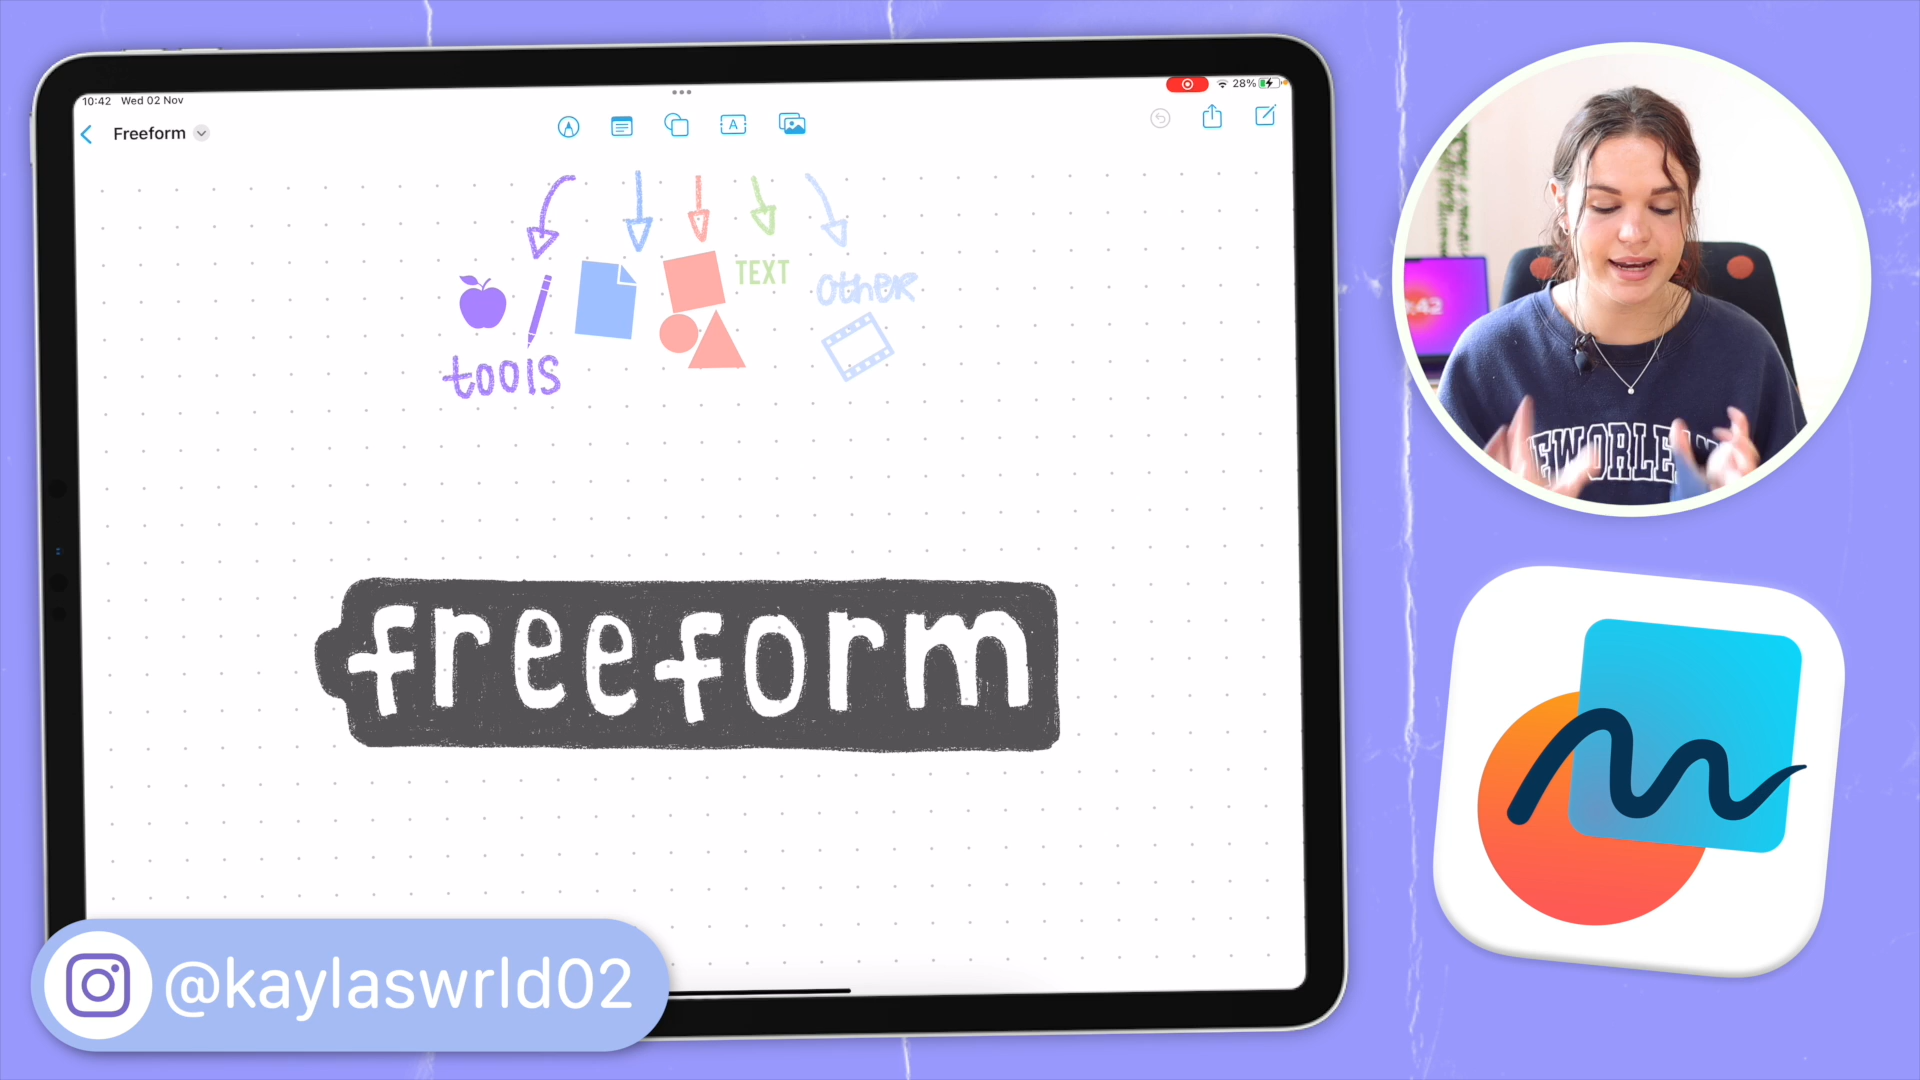 10:42 Wed 02 Nov
28%
Freeform
A
TEXT
other
tools
freeform
@kaylaswrld02